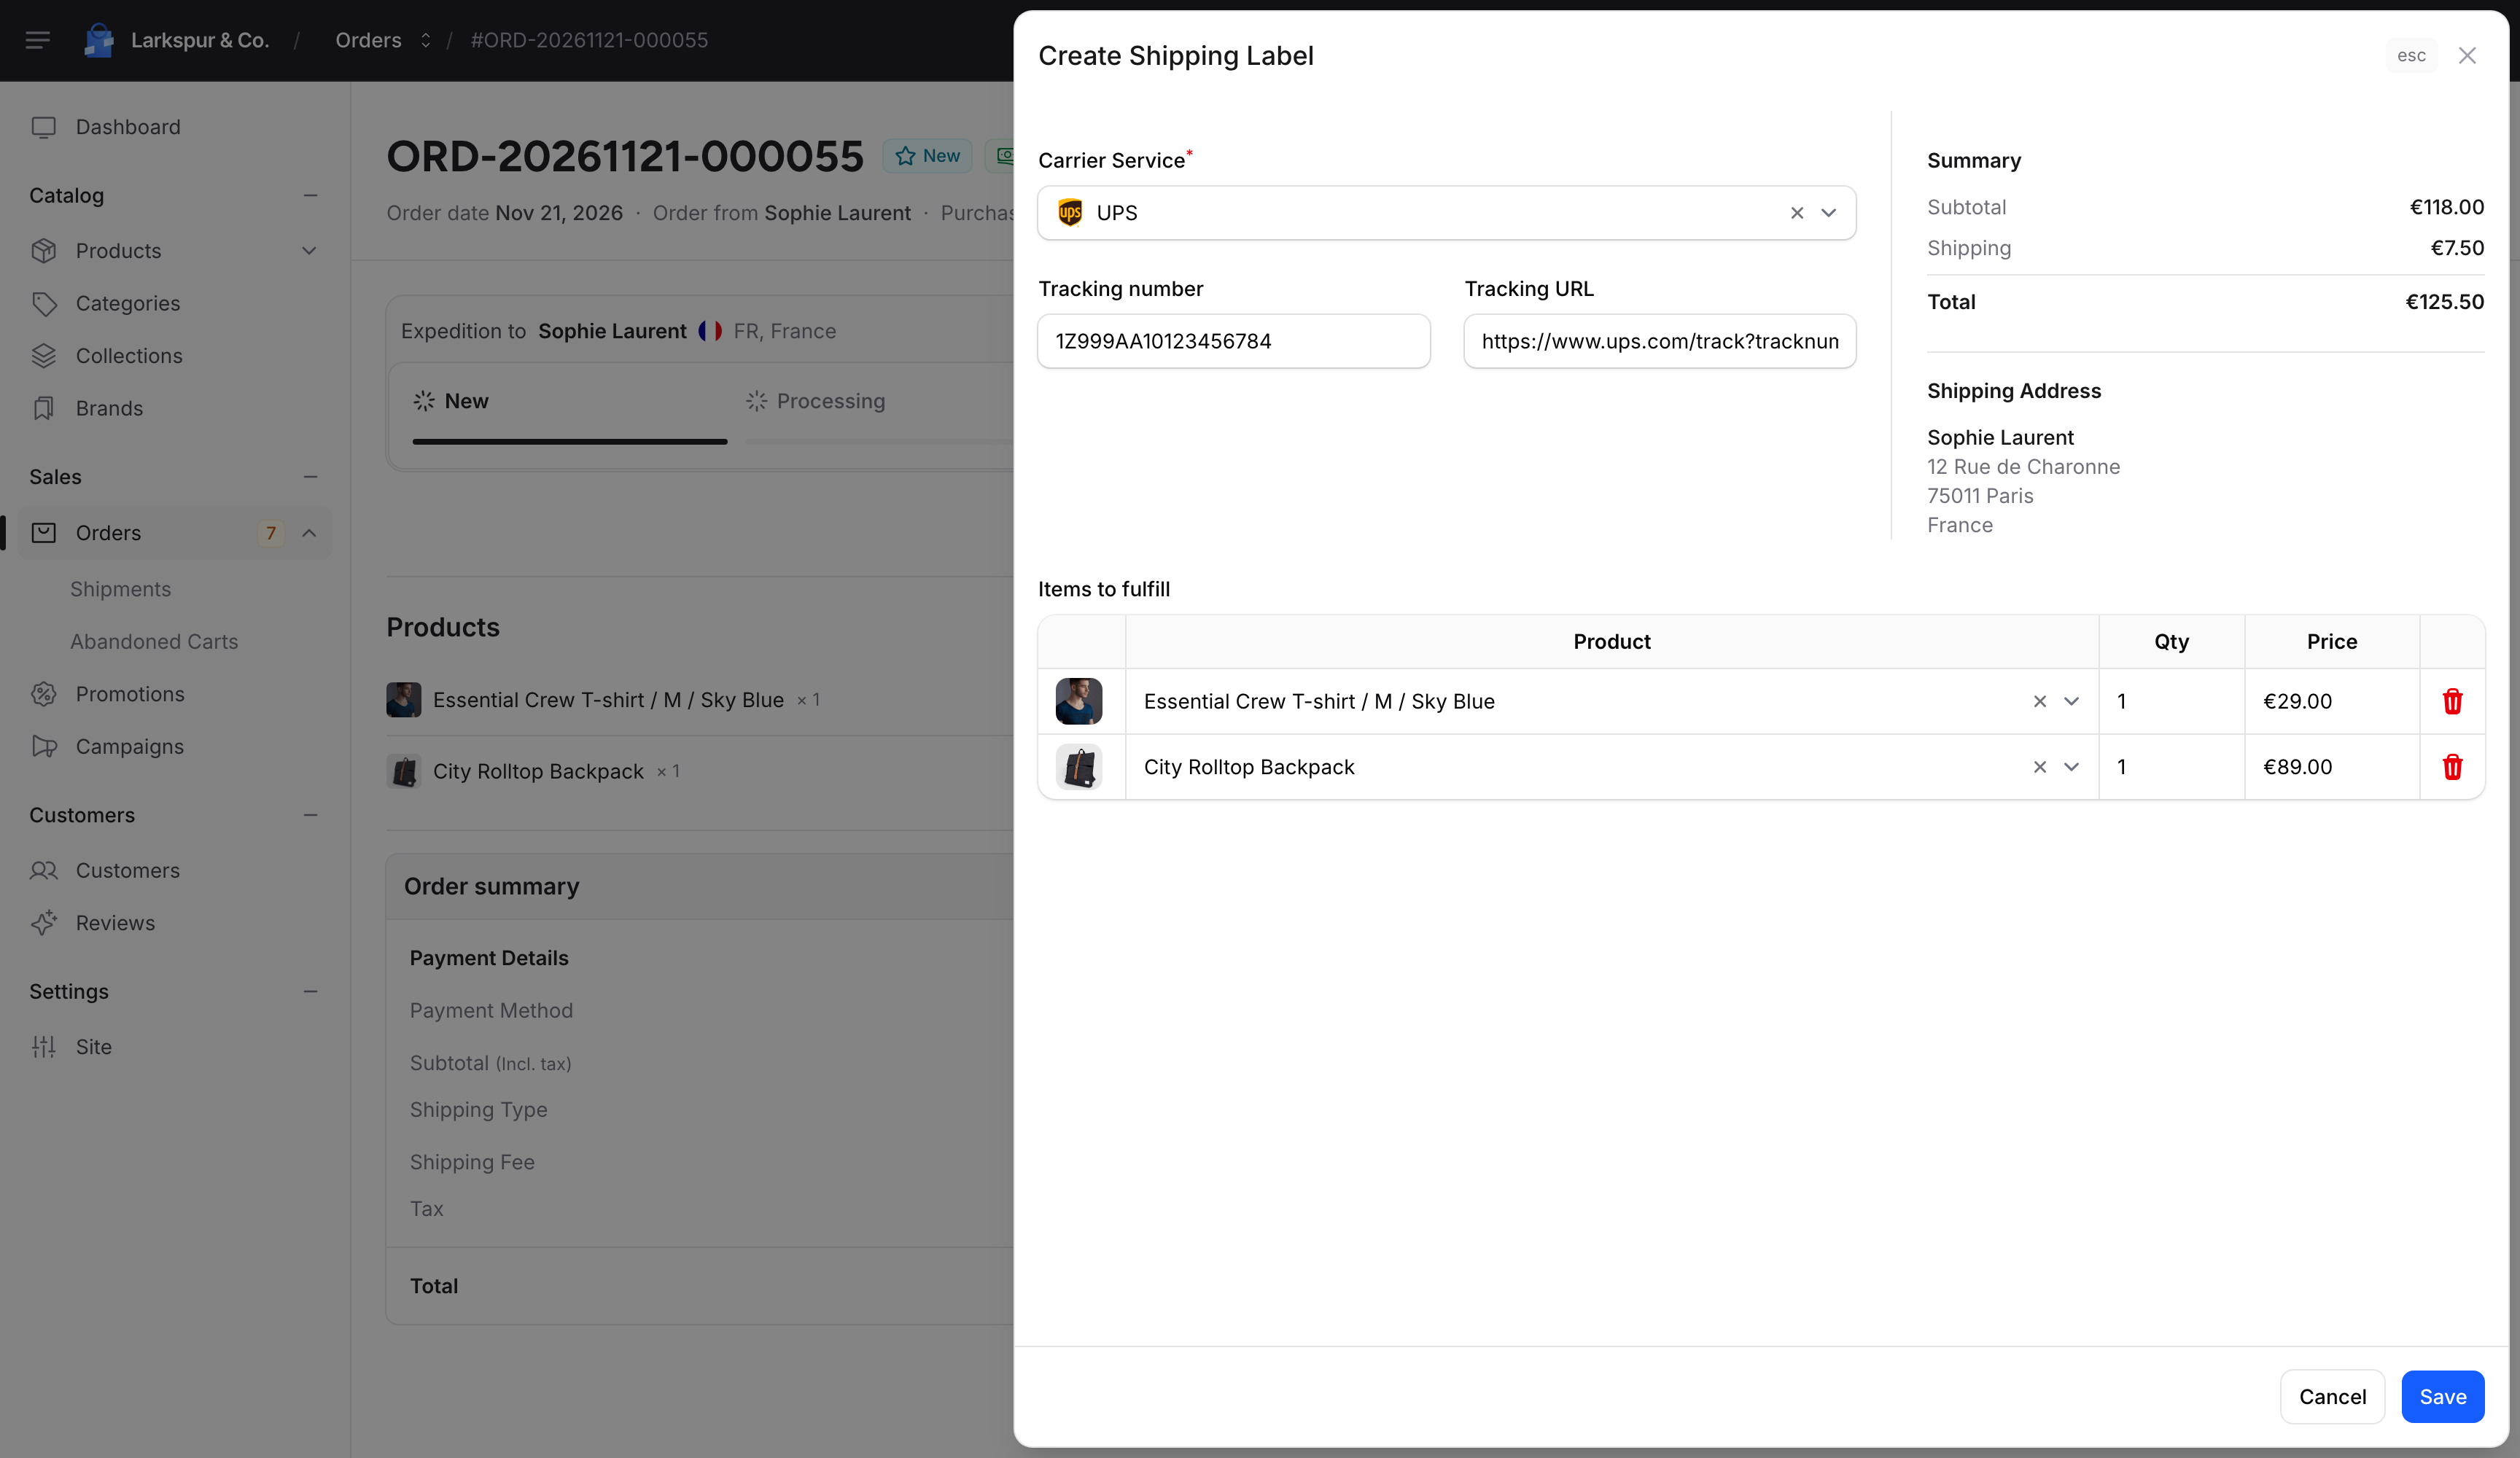 Larkspur & Co. / Orders / #ORD-20261121-000055
Dashboard
Catalog
Products
Categories
Collections
Brands
Sales
Orders 7
Shipments
Abandoned Carts
Promotions
Campaigns
Customers
Customers
Reviews
Settings
Site
ORD-20261121-000055 New
Order date Nov 21, 2026 · Order from Sophie Laurent ·
Expedition to Sophie Laurent FR, France
New Processing
Products
Essential Crew T-shirt / M / Sky Blue × 1
City Rolltop Backpack × 1
Order summary
Payment Details
Payment Method
Subtotal (Incl. tax)
Shipping Type
Shipping Fee
Tax
Total
Create Shipping Label esc
Carrier Service*
ups UPS
Tracking number Tracking URL
1Z999AA10123456784 https://www.ups.com/track?tracknun
Summary
Subtotal €118.00
Shipping €7.50
Total €125.50
Shipping Address
Sophie Laurent
12 Rue de Charonne
75011 Paris
France
Items to fulfill
Product Qty Price
Essential Crew T-shirt / M / Sky Blue 1 €29.00
City Rolltop Backpack 1 €89.00
Cancel Save